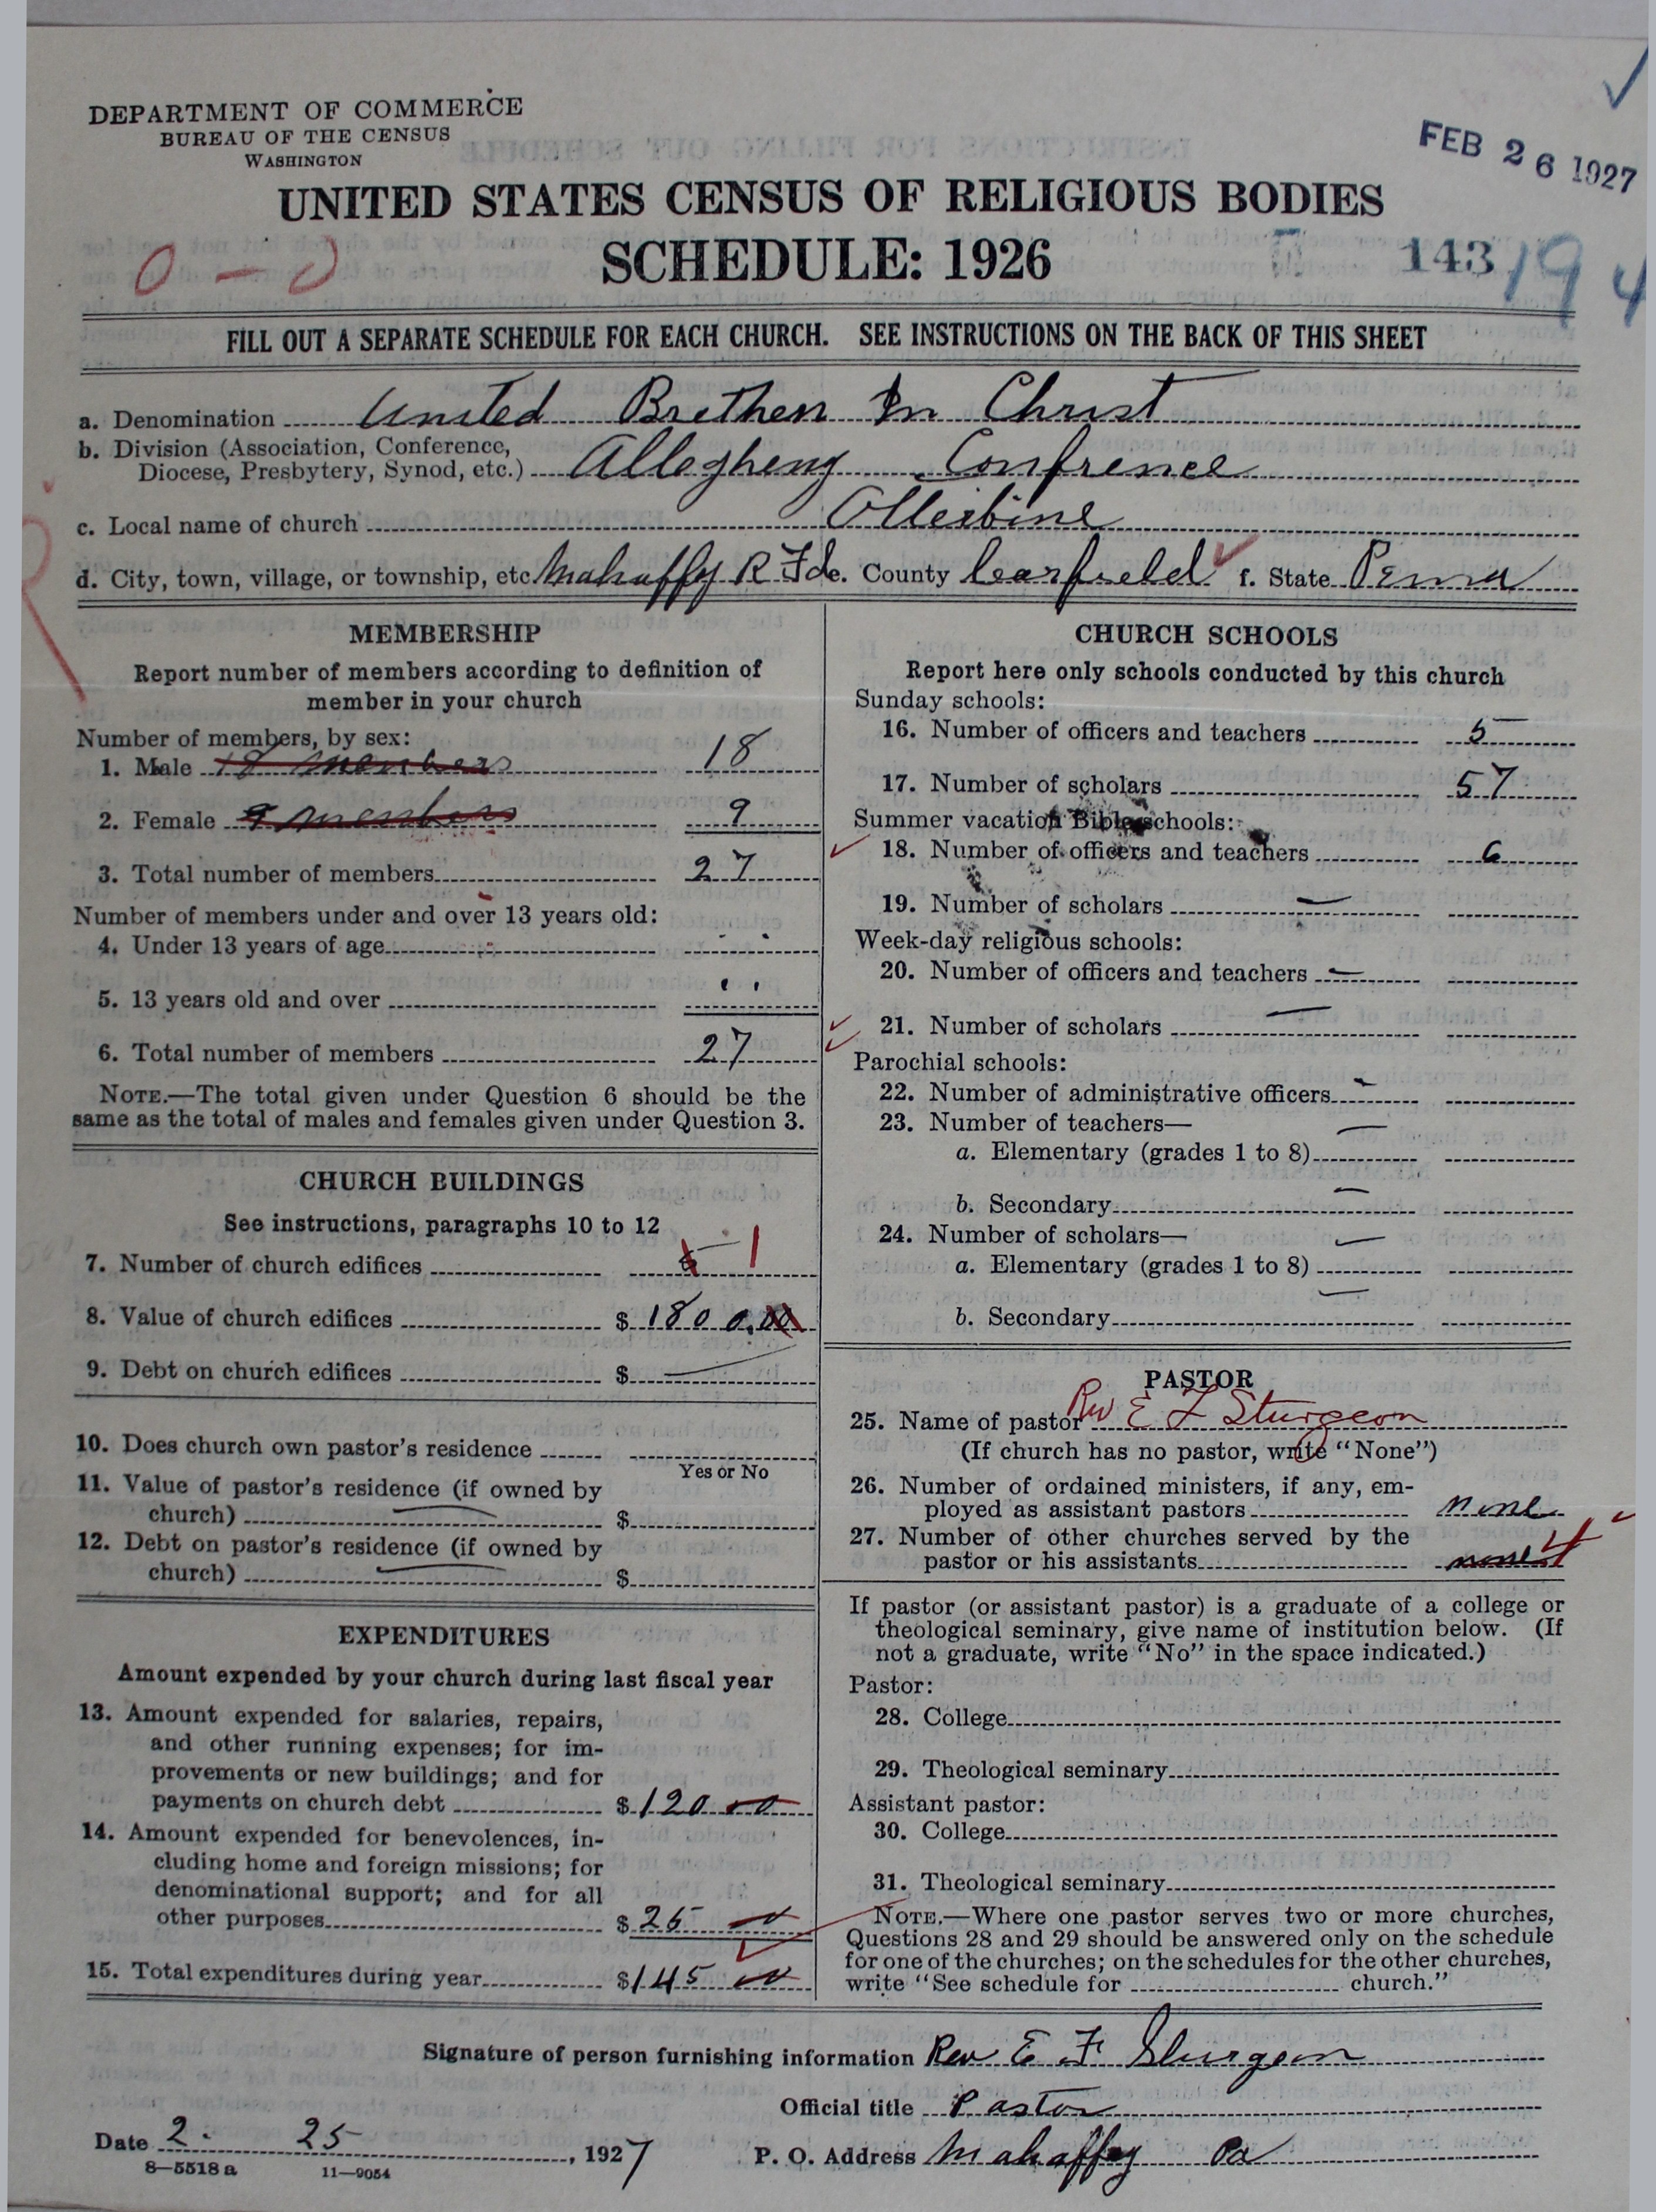 DEPARTMENT OF COMMERCE
BUREAU OF THE CENSUS
WASHINGTON
FEB 26 1927
UNITED STATES CENSUS OF RELIGIOUS BODIES
SCHEDULE: 1926
0 - 0
143 194
FILL OUT A SEPARATE SCHEDULE FOR EACH CHURCH. SEE INSTRUCTIONS ON THE BACK OF THIS SHEET
a. Denomination United Brethen In Christ
b. Division (Association, Conference,
Diocese, Presbytery, Synod, etc.) Allegheny Confrence
c. Local name of church Otterbine
d. City, town, village, or township, etc. Mahaffy R Fd e. County Clearfield f. State Penna
MEMBERSHIP
Report number of members according to definition of
member in your church
Number of members, by sex:
1. Male 18 members 18
2. Female 9 members 9
3. Total number of members 27
Number of members under and over 13 years old:
4. Under 13 years of age
5. 13 years old and over
6. Total number of members 27
NOTE.—The total given under Question 6 should be the
same as the total of males and females given under Question 3.
CHURCH BUILDINGS
See instructions, paragraphs 10 to 12
7. Number of church edifices 1
8. Value of church edifices $ 1800.00
9. Debt on church edifices $ —
10. Does church own pastor's residence
Yes or No
11. Value of pastor's residence (if owned by
church) — $
12. Debt on pastor's residence (if owned by
church) — $
EXPENDITURES
Amount expended by your church during last fiscal year
13. Amount expended for salaries, repairs,
and other running expenses; for im-
provements or new buildings; and for
payments on church debt $ 120 00
14. Amount expended for benevolences, in-
cluding home and foreign missions; for
denominational support; and for all
other purposes $ 25 00
15. Total expenditures during year $ 145 00
CHURCH SCHOOLS
Report here only schools conducted by this church
Sunday schools:
16. Number of officers and teachers 5
17. Number of scholars 57
Summer vacation Bible schools:
18. Number of officers and teachers 6
19. Number of scholars —
Week-day religious schools:
20. Number of officers and teachers —
21. Number of scholars —
Parochial schools:
22. Number of administrative officers —
23. Number of teachers—
a. Elementary (grades 1 to 8) —
b. Secondary —
24. Number of scholars—
a. Elementary (grades 1 to 8) —
b. Secondary —
PASTOR
25. Name of pastor Rev E F Sturgeon
(If church has no pastor, write "None")
26. Number of ordained ministers, if any, em-
ployed as assistant pastors none
27. Number of other churches served by the
pastor or his assistants none 4
If pastor (or assistant pastor) is a graduate of a college or
theological seminary, give name of institution below. (If
not a graduate, write "No" in the space indicated.)
Pastor:
28. College
29. Theological seminary
Assistant pastor:
30. College
31. Theological seminary
NOTE.—Where one pastor serves two or more churches,
Questions 28 and 29 should be answered only on the schedule
for one of the churches; on the schedules for the other churches,
write "See schedule for church."
Signature of person furnishing information Rev E F Sturgeon
Official title Pastor
Date 2. 25 , 1927 P. O. Address Mahaffey Pa
8—5518 a 11—9054